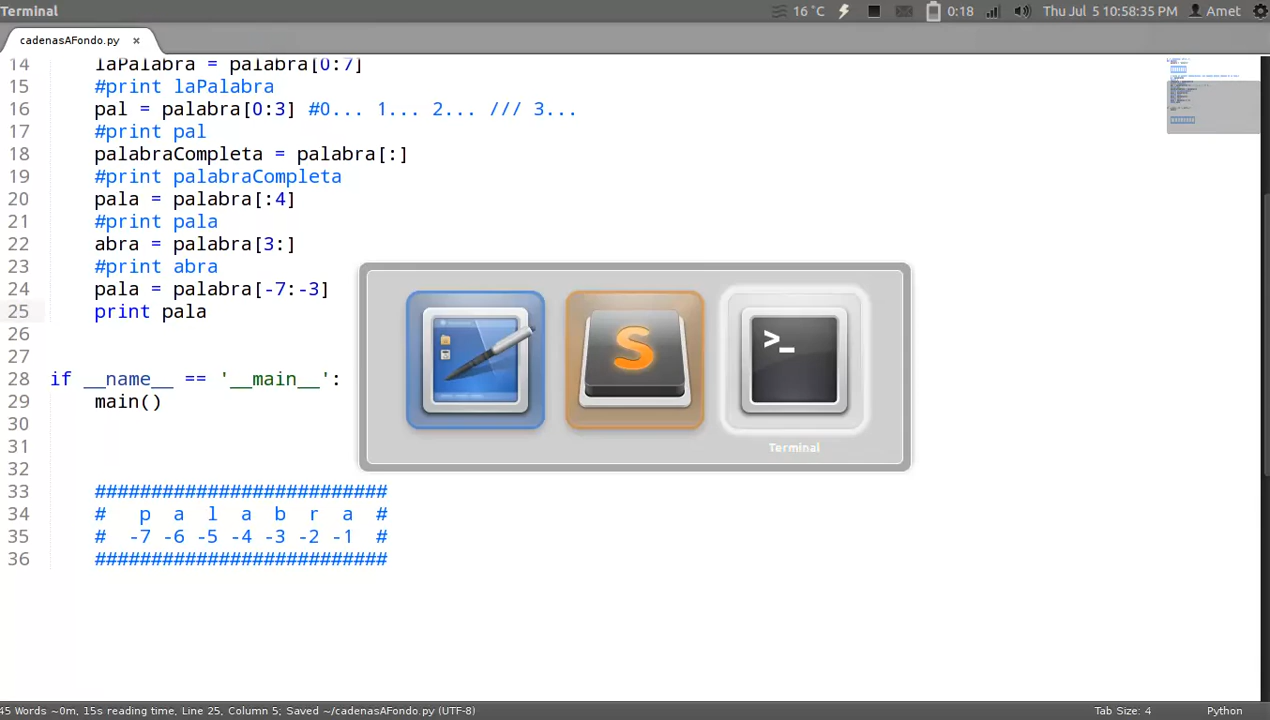 Terminal
16 °C
0:18
Thu Jul 5 10:58:35 PM
Amet
cadenasAFondo.py ×
14 laPalabra = palabra[0:7]
15 #print laPalabra
16 pal = palabra[0:3] #0... 1... 2... /// 3...
17 #print pal
18 palabraCompleta = palabra[:]
19 #print palabraCompleta
20 pala = palabra[:4]
21 #print pala
22 abra = palabra[3:]
23 #print abra
24 pala = palabra[-7:-3]
25 print pala
26
27
28 if __name__ == '__main__':
29 main()
30
31
32
33 ##########################
34 # p a l a b r a #
35 # -7 -6 -5 -4 -3 -2 -1 #
36 ##########################
S
>_
Terminal
45 Words ~0m, 15s reading time, Line 25, Column 5; Saved ~/cadenasAFondo.py (UTF-8)
Tab Size: 4
Python